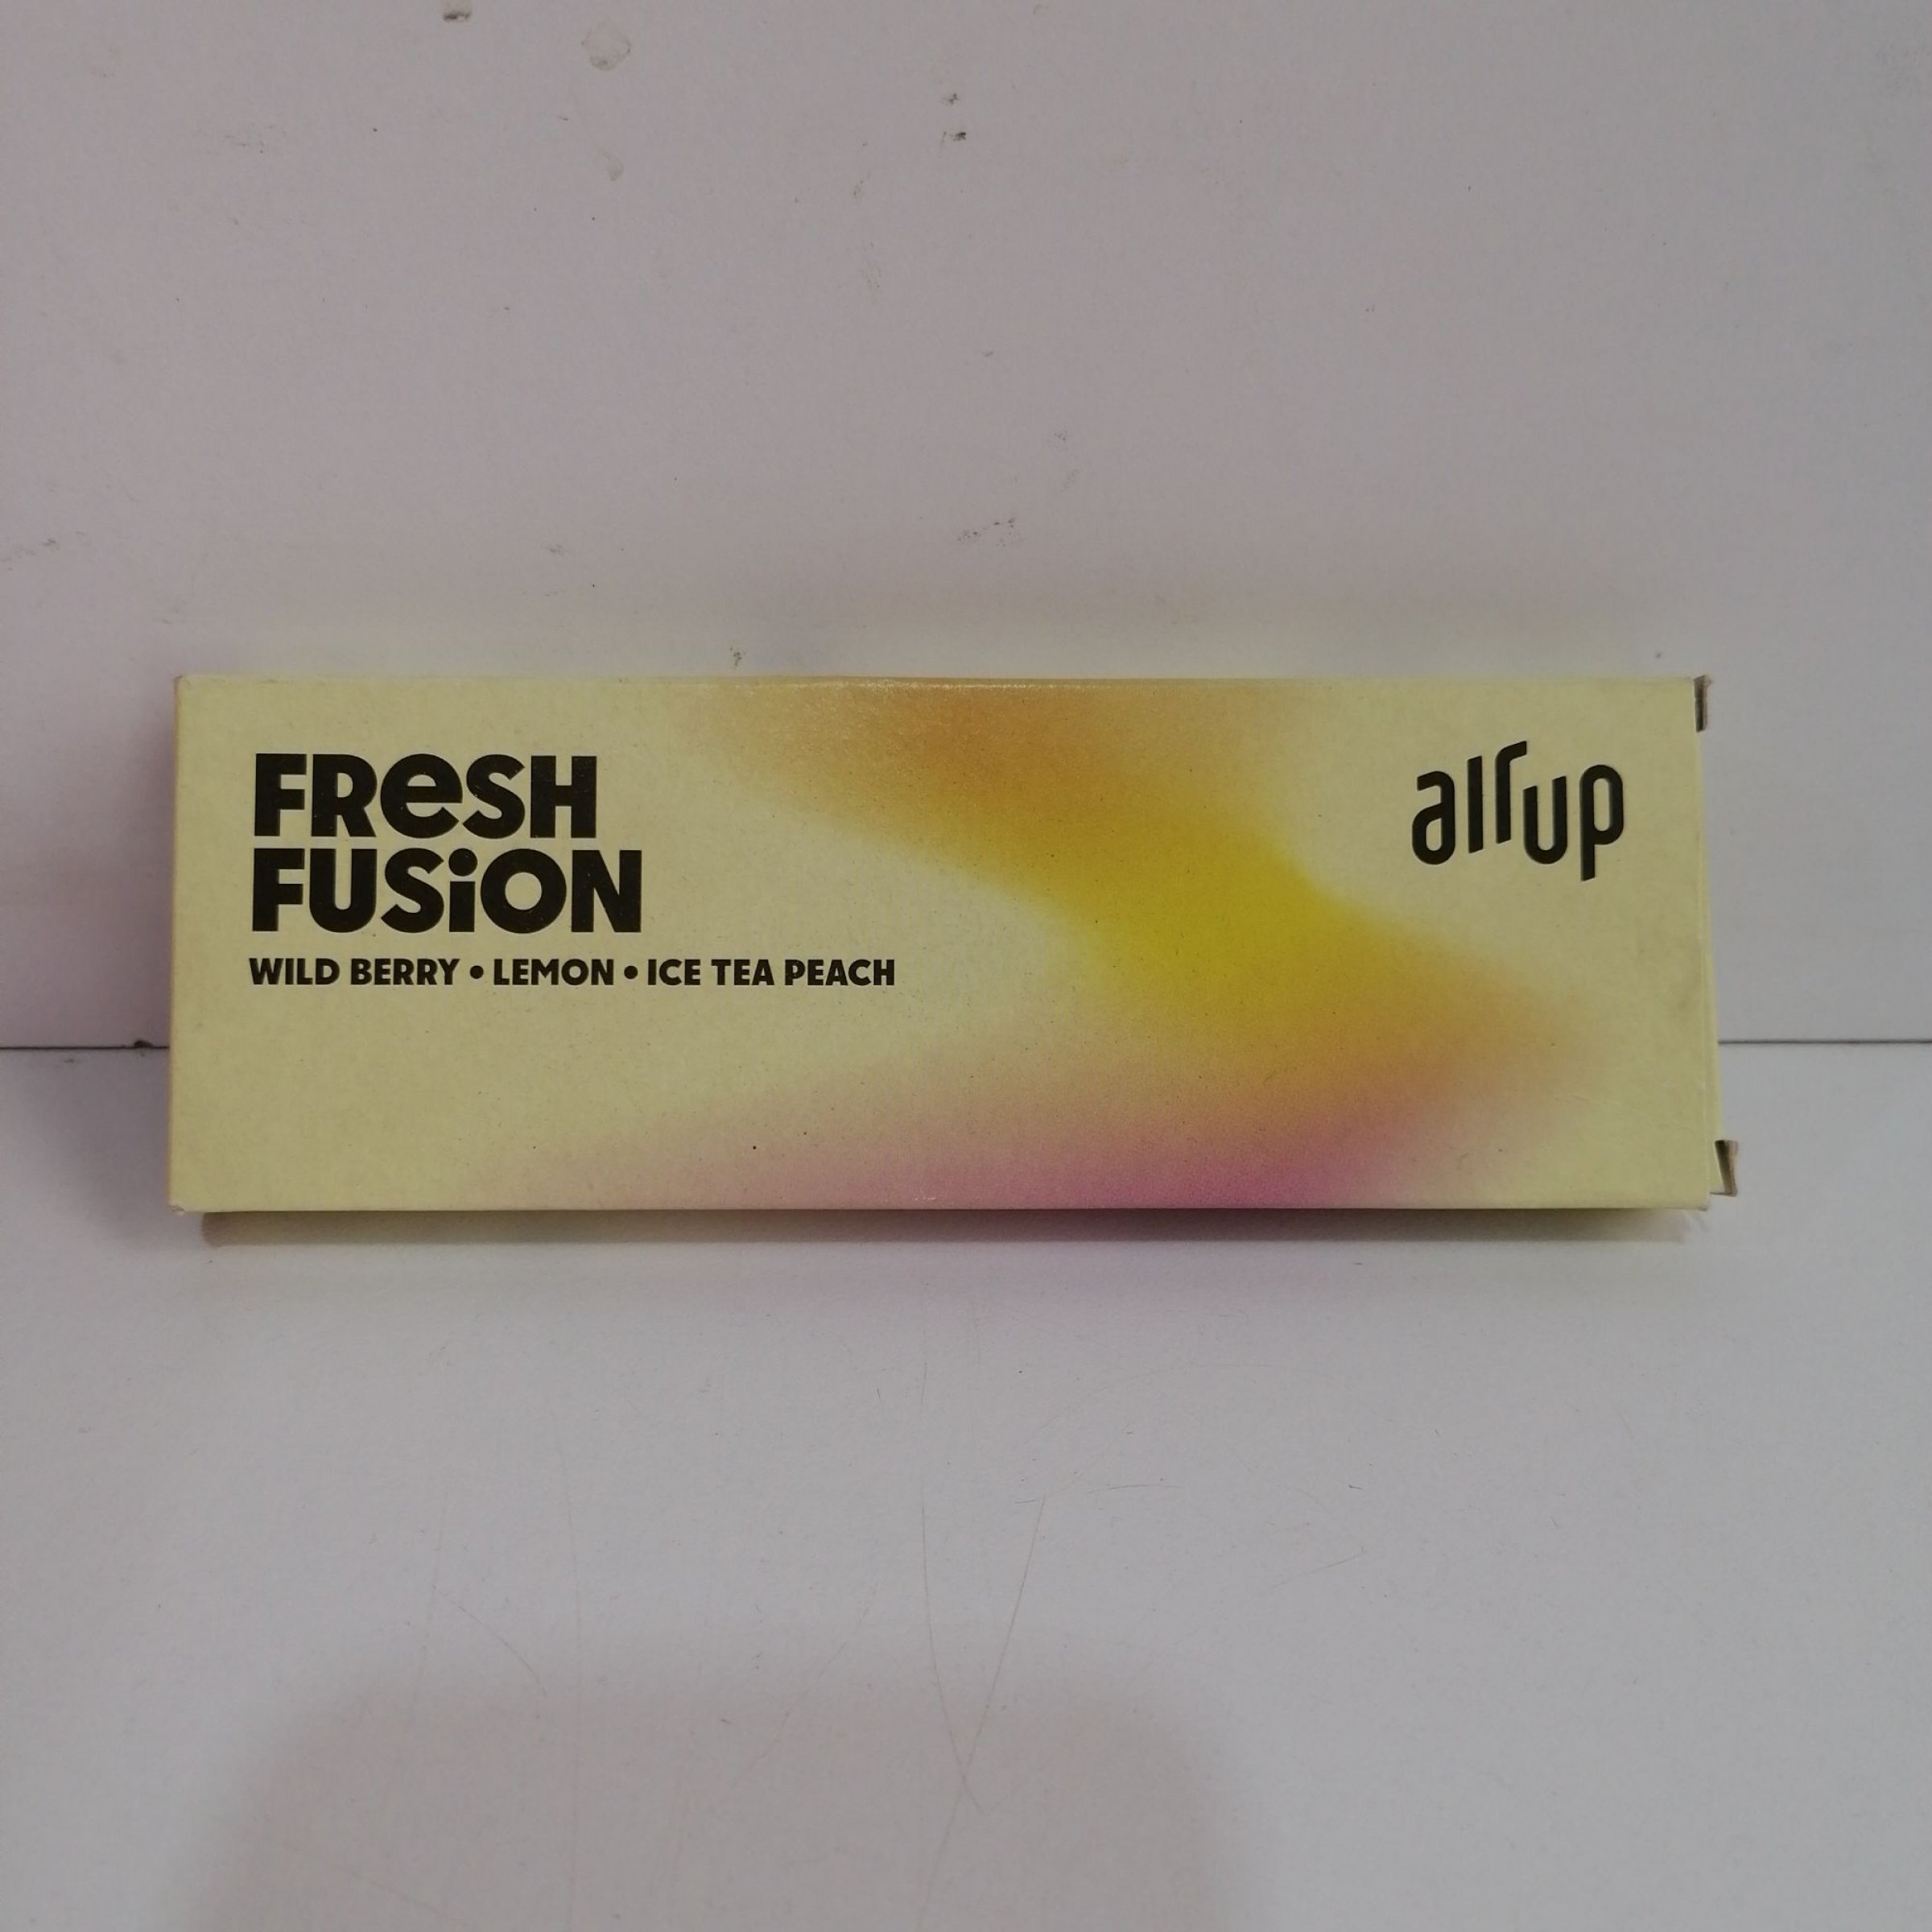 FReSH
FUSiON
WILD BERRY • LEMON • ICE TEA PEACH
airup